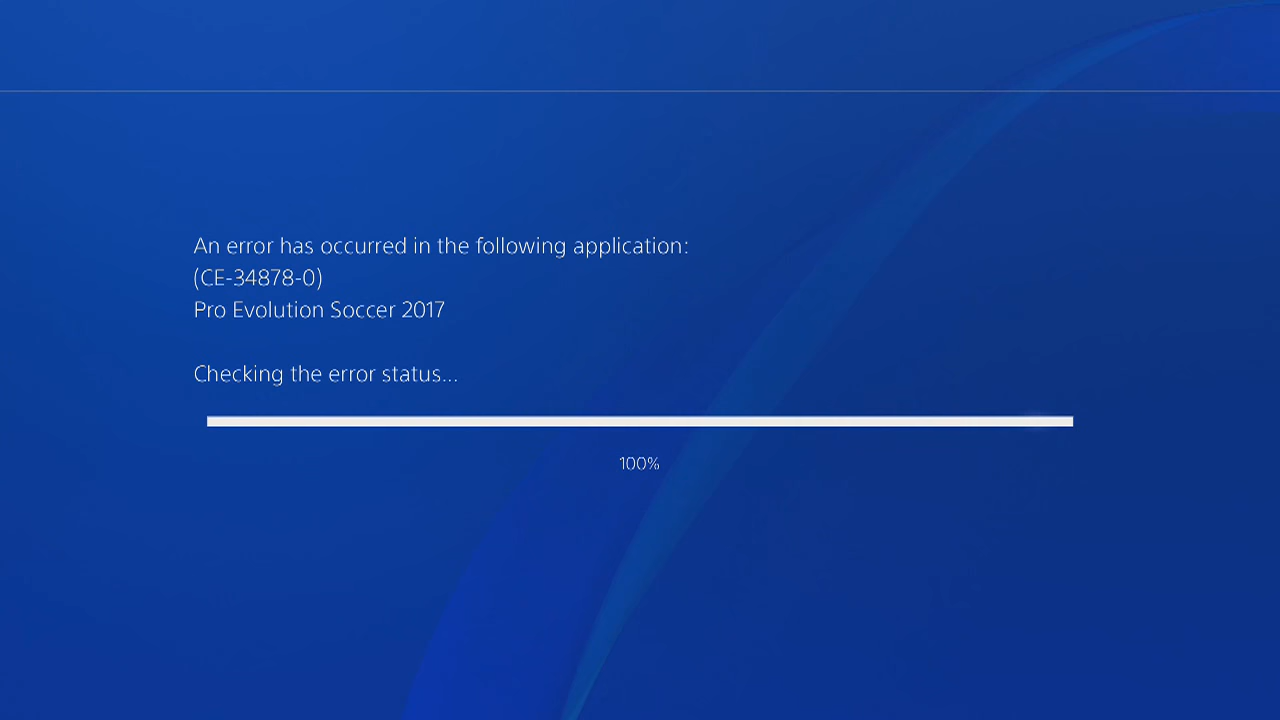 An error has occurred in the following application:
(CE-34878-0)
Pro Evolution Soccer 2017
Checking the error status...
100%